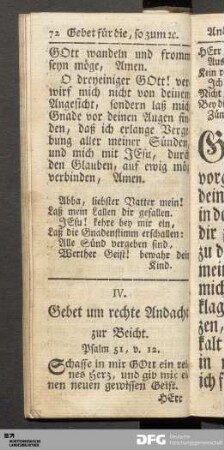 72 Gebet für die, so zum ꝛc.
GOtt wandeln und fromm
seyn möge, Amen.
O dreyeiniger GOtt! ver
wirf mich nicht von deinem
Angesicht, sondern laß mich
Gnade vor deinen Augen fin
den, daß ich erlange Verge
bung aller meiner Sünden,
und mich mit JEsu, durch
den Glauben, auf ewig mög
verbinden, Amen.
Abba, liebster Vatter mein!
Laß mein Lallen dir gefallen.
JEsu! kehre bey mir ein,
Laß die Gnadenstimm erschallen:
Alle Sünd vergeben sind,
Werther Geist! bewahr dein
Kind.
IV.
Gebet um rechte Andacht
zur Beicht.
Psalm 51, v. 12.
Schaffe in mir GOtt ein rei
nes Herz, und gib mir ei
nen neuen gewissen Geist.
HErr
DFG Deutsche
Forschungsgemeinschaft